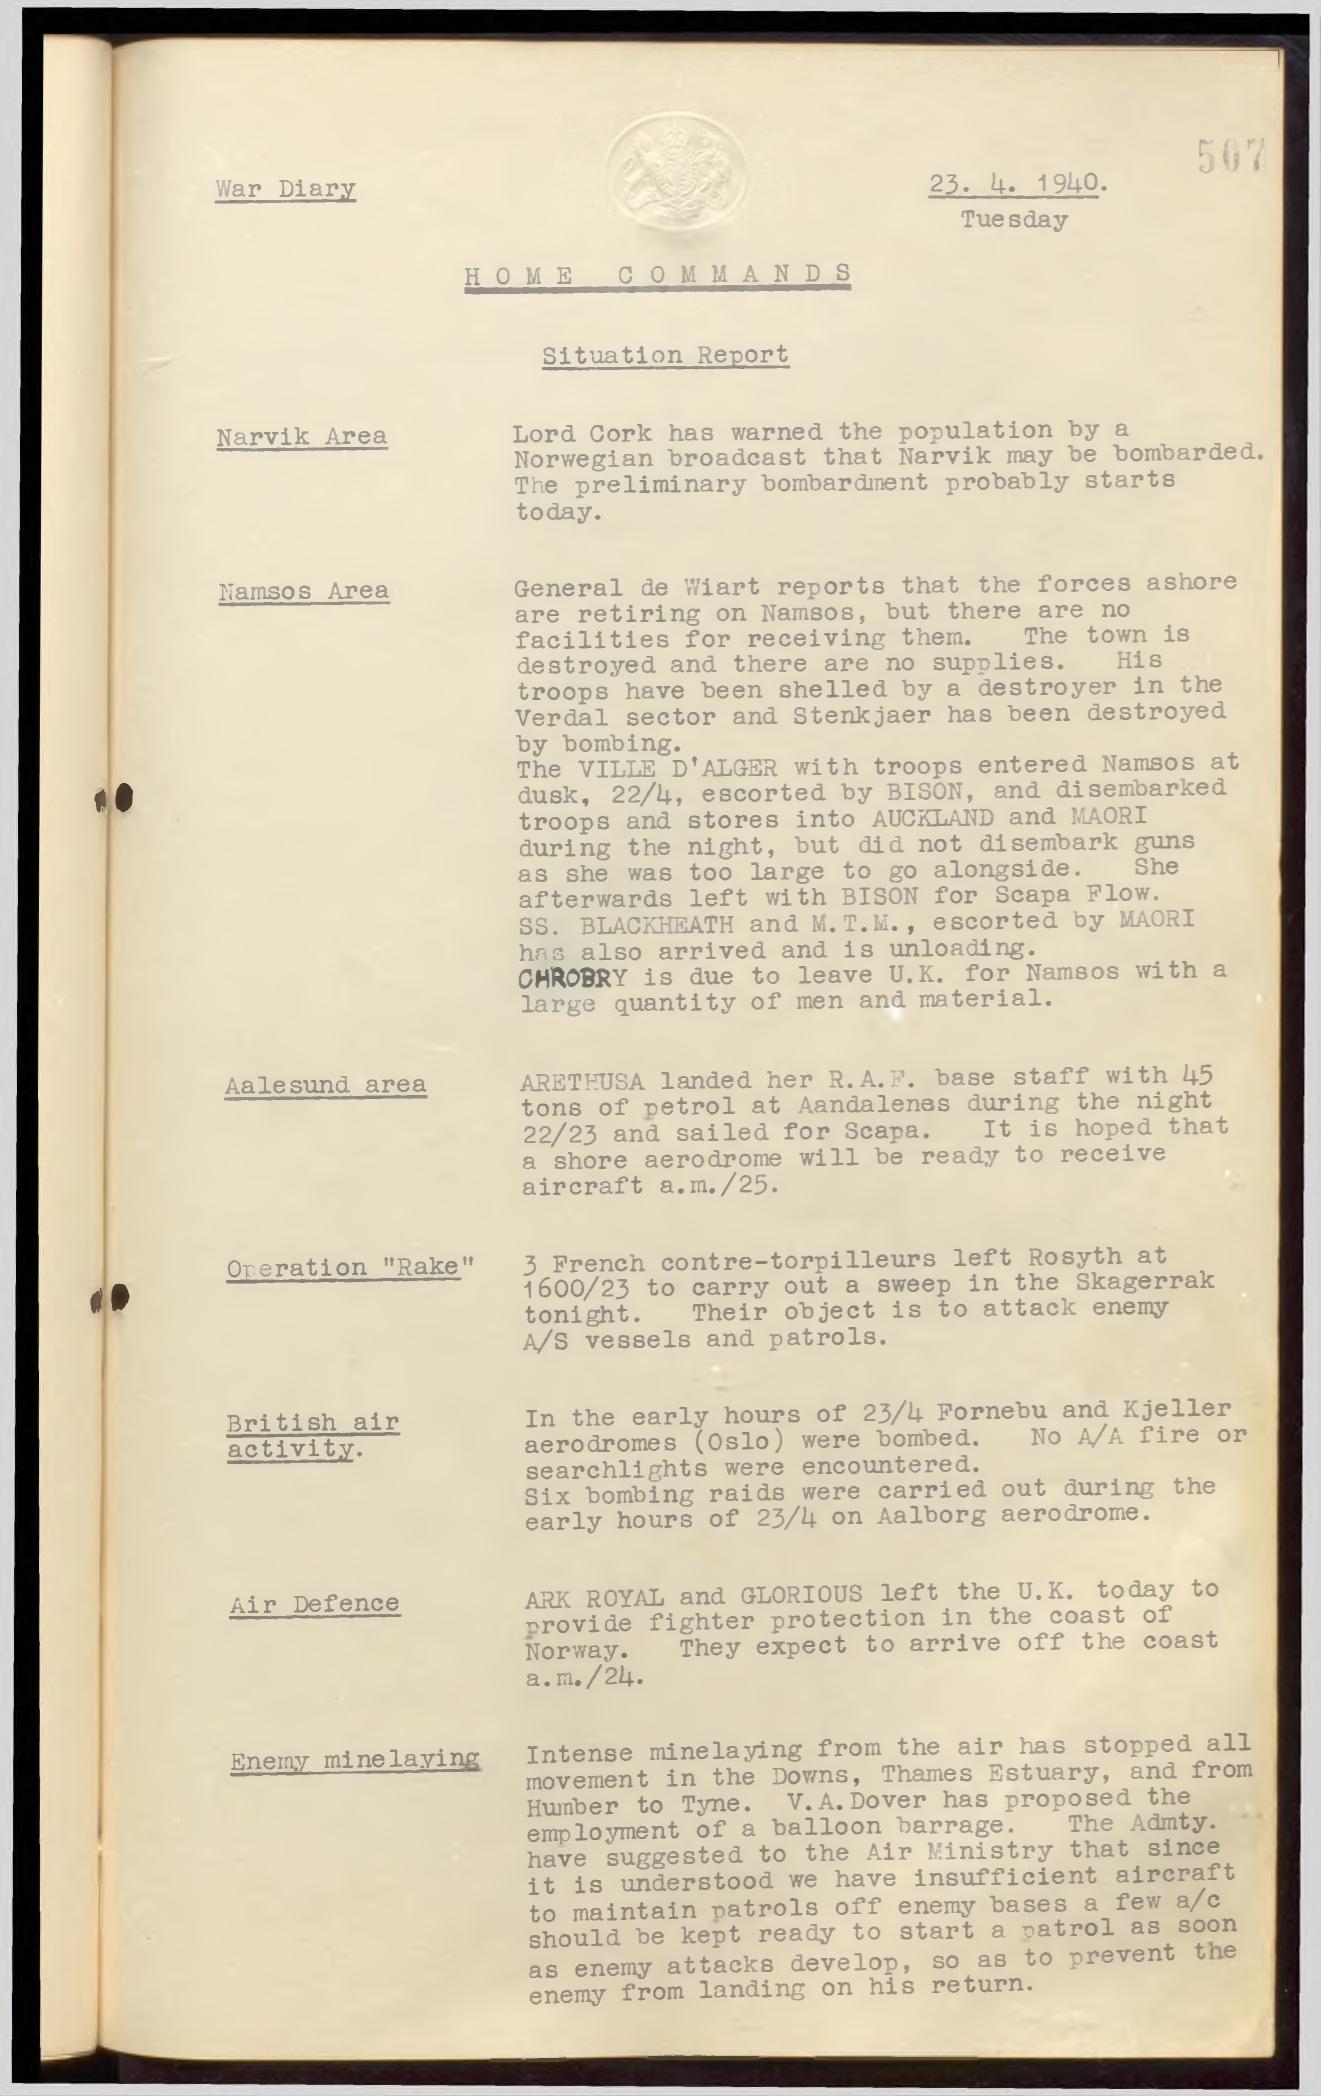 507
War Diary
23. 4. 1940.
Tuesday
HOME COMMANDS
Situation Report
Narvik Area
Lord Cork has warned the population by a
Norwegian broadcast that Narvik may be bombarded.
The preliminary bombardment probably starts
today.
Namsos Area
General de Wiart reports that the forces ashore
are retiring on Namsos, but there are no
facilities for receiving them. The town is
destroyed and there are no supplies. His
troops have been shelled by a destroyer in the
Verdal sector and Stenkjaer has been destroyed
by bombing.
The VILLE D'ALGER with troops entered Namsos at
dusk, 22/4, escorted by BISON, and disembarked
troops and stores into AUCKLAND and MAORI
during the night, but did not disembark guns
as she was too large to go alongside. She
afterwards left with BISON for Scapa Flow.
SS. BLACKHEATH and M.T.M., escorted by MAORI
has also arrived and is unloading.
CHROBRY is due to leave U.K. for Namsos with a
large quantity of men and material.
Aalesund area
ARETHUSA landed her R.A.F. base staff with 45
tons of petrol at Aandalenes during the night
22/23 and sailed for Scapa. It is hoped that
a shore aerodrome will be ready to receive
aircraft a.m./25.
Operation "Rake"
3 French contre-torpilleurs left Rosyth at
1600/23 to carry out a sweep in the Skagerrak
tonight. Their object is to attack enemy
A/S vessels and patrols.
British air
activity.
In the early hours of 23/4 Fornebu and Kjeller
aerodromes (Oslo) were bombed. No A/A fire or
searchlights were encountered.
Six bombing raids were carried out during the
early hours of 23/4 on Aalborg aerodrome.
Air Defence
ARK ROYAL and GLORIOUS left the U.K. today to
provide fighter protection in the coast of
Norway. They expect to arrive off the coast
a.m./24.
Enemy minelaying
Intense minelaying from the air has stopped all
movement in the Downs, Thames Estuary, and from
Humber to Tyne. V.A.Dover has proposed the
employment of a balloon barrage. The Admty.
have suggested to the Air Ministry that since
it is understood we have insufficient aircraft
to maintain patrols off enemy bases a few a/c
should be kept ready to start a patrol as soon
as enemy attacks develop, so as to prevent the
enemy from landing on his return.